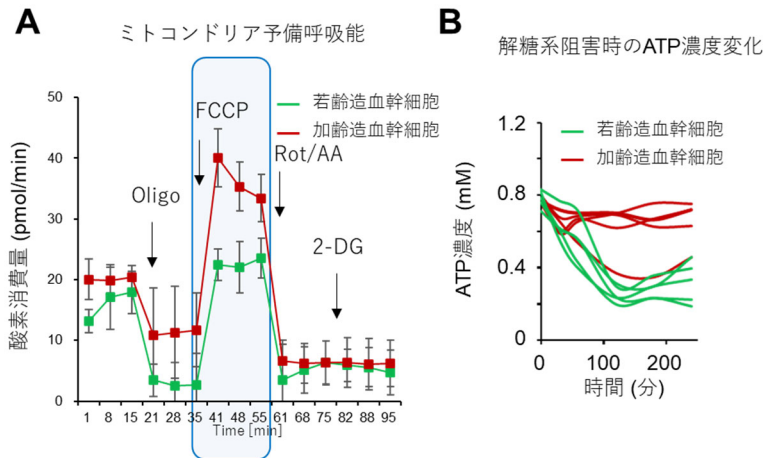 A
ミトコンドリア予備呼吸能
酸素消費量 (pmol/min)
50
40
30
20
10
0
FCCP
若齢造血幹細胞
加齢造血幹細胞
Rot/AA
Oligo
2-DG
1 8 15 21 28 35 41 48 55 61 68 75 82 88 95
Time [min]
B
解糖系阻害時のATP濃度変化
ATP濃度 (mM)
1.2
0.8
0.4
0
若齢造血幹細胞
加齢造血幹細胞
0 100 200
時間 (分)